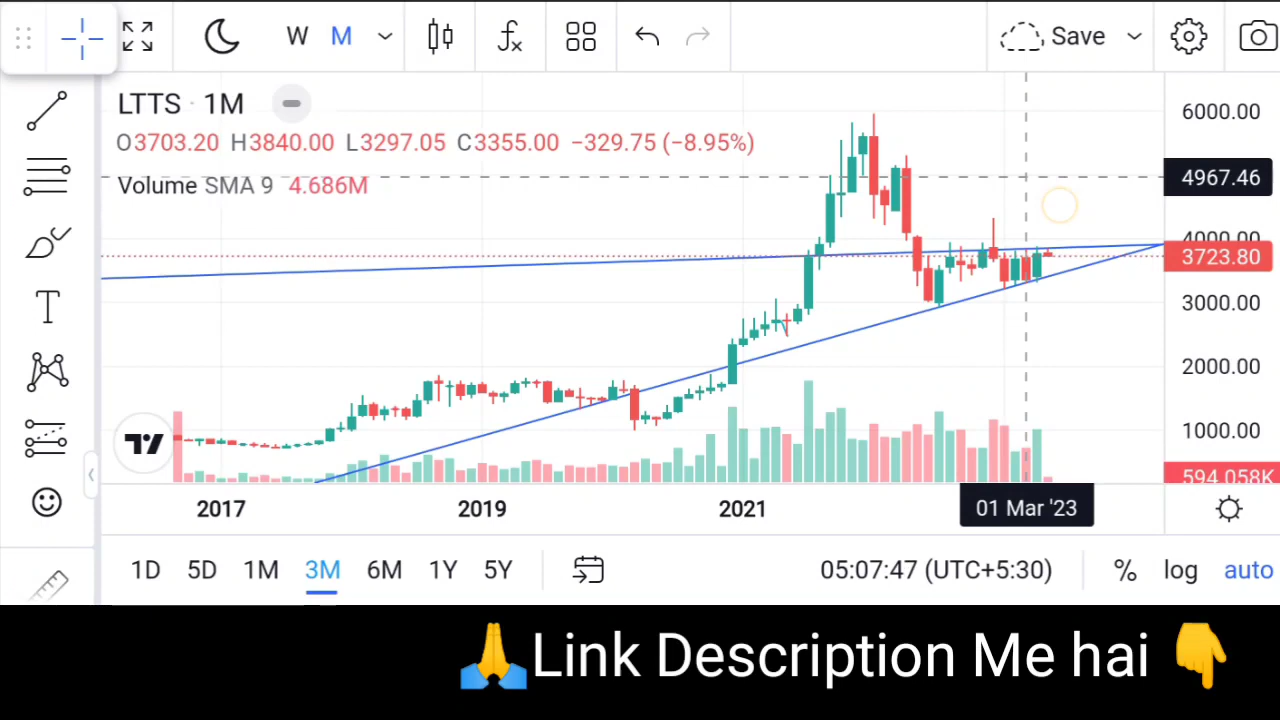 W M
Save
LTTS · 1M
O3703.20 H3840.00 L3297.05 C3355.00 −329.75 (−8.95%)
Volume SMA 9 4.686M
6000.00
4967.46
4000.00
3723.80
3000.00
2000.00
1000.00
594.058K
2017 2019 2021 01 Mar '23
1D 5D 1M 3M 6M 1Y 5Y 05:07:47 (UTC+5:30) % log auto
🙏Link Description Me hai 👇